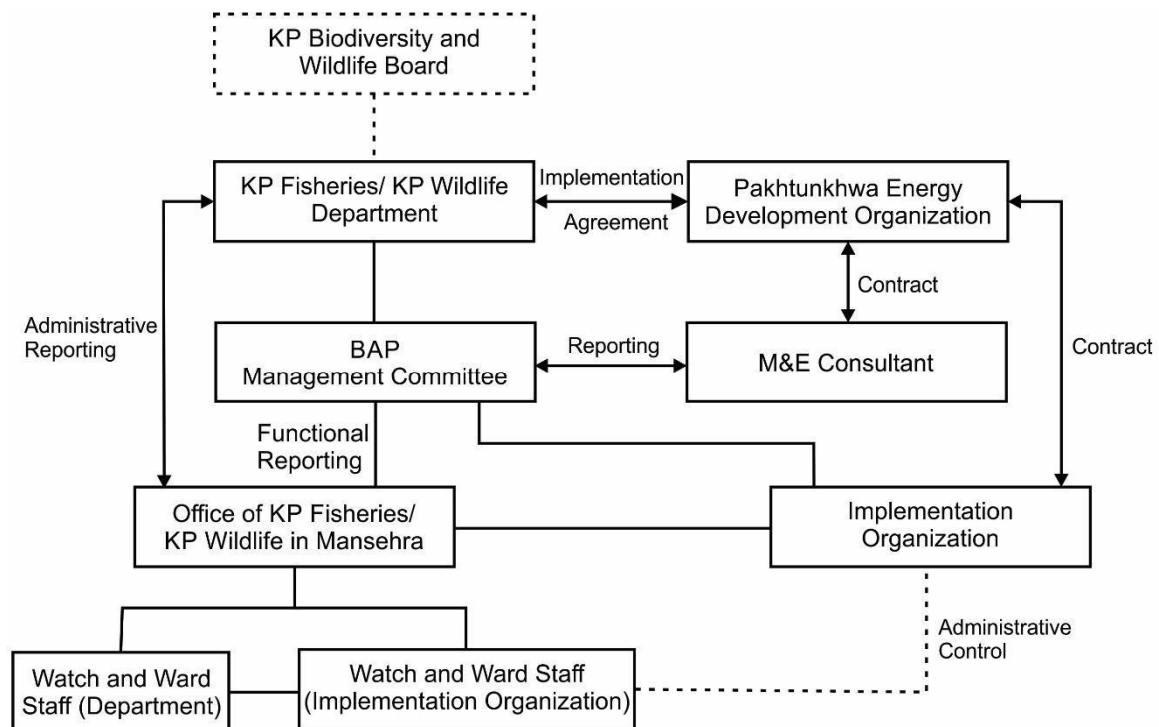 KP Biodiversity and
Wildlife Board
KP Fisheries/ KP Wildlife
Department
Implementation
Agreement
Pakhtunkhwa Energy
Development Organization
Administrative
Reporting
Contract
Contract
BAP
Management Committee
Reporting
M&E Consultant
Functional
Reporting
Office of KP Fisheries/
KP Wildlife in Mansehra
Implementation
Organization
Administrative
Control
Watch and Ward
Staff (Department)
Watch and Ward Staff
(Implementation Organization)